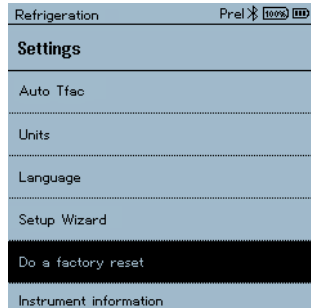 Refrigeration Prel 100%
Settings
Auto Tfac
Units
Language
Setup Wizard
Do a factory reset
Instrument information